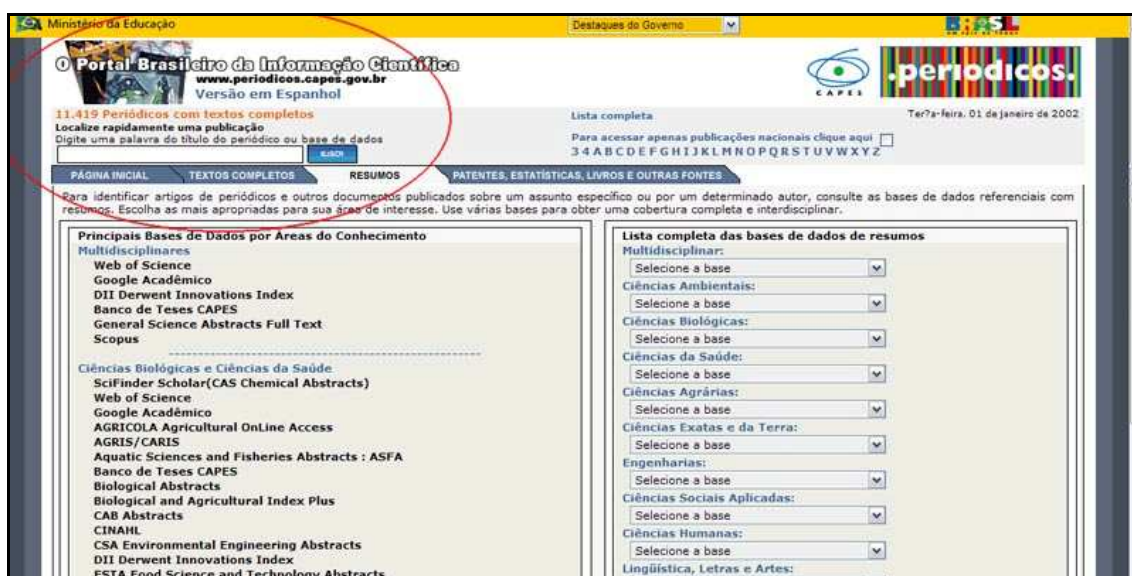 Ministério da Educação
Destaques do Governo
BRASIL
UM PAÍS DE TODOS
O Portal Brasileiro da Informação Científica
www.periodicos.capes.gov.br
Versão em Espanhol
CAPES
.periodicos.
11.419 Periódicos com textos completos
Localize rapidamente uma publicação
Digite uma palavra do título do periódico ou base de dados
Lista completa
Para acessar apenas publicações nacionais clique aqui
3 4 A B C D E F G H I J K L M N O P Q R S T U V W X Y Z
Ter?a-feira. 01 de janeiro de 2002
PÁGINA INICIAL TEXTOS COMPLETOS RESUMOS PATENTES, ESTATÍSTICAS, LIVROS E OUTRAS FONTES
Para identificar artigos de periódicos e outros documentos publicados sobre um assunto específico ou por um determinado autor, consulte as bases de dados referenciais com
resumos. Escolha as mais apropriadas para sua área de interesse. Use várias bases para obter uma cobertura completa e interdisciplinar.
Principais Bases de Dados por Áreas do Conhecimento
Multidisciplinares
Web of Science
Google Acadêmico
DII Derwent Innovations Index
Banco de Teses CAPES
General Science Abstracts Full Text
Scopus
Ciências Biológicas e Ciências da Saúde
SciFinder Scholar(CAS Chemical Abstracts)
Web of Science
Google Acadêmico
AGRICOLA Agricultural OnLine Access
AGRIS/CARIS
Aquatic Sciences and Fisheries Abstracts : ASFA
Banco de Teses CAPES
Biological Abstracts
Biological and Agricultural Index Plus
CAB Abstracts
CINAHL
CSA Environmental Engineering Abstracts
DII Derwent Innovations Index
FSTA Food Science and Technology Abstracts
Lista completa das bases de dados de resumos
Multidisciplinar:
Selecione a base
Ciências Ambientais:
Selecione a base
Ciências Biológicas:
Selecione a base
Ciências da Saúde:
Selecione a base
Ciências Agrárias:
Selecione a base
Ciências Exatas e da Terra:
Selecione a base
Engenharias:
Selecione a base
Ciências Sociais Aplicadas:
Selecione a base
Ciências Humanas:
Selecione a base
Lingüística, Letras e Artes: